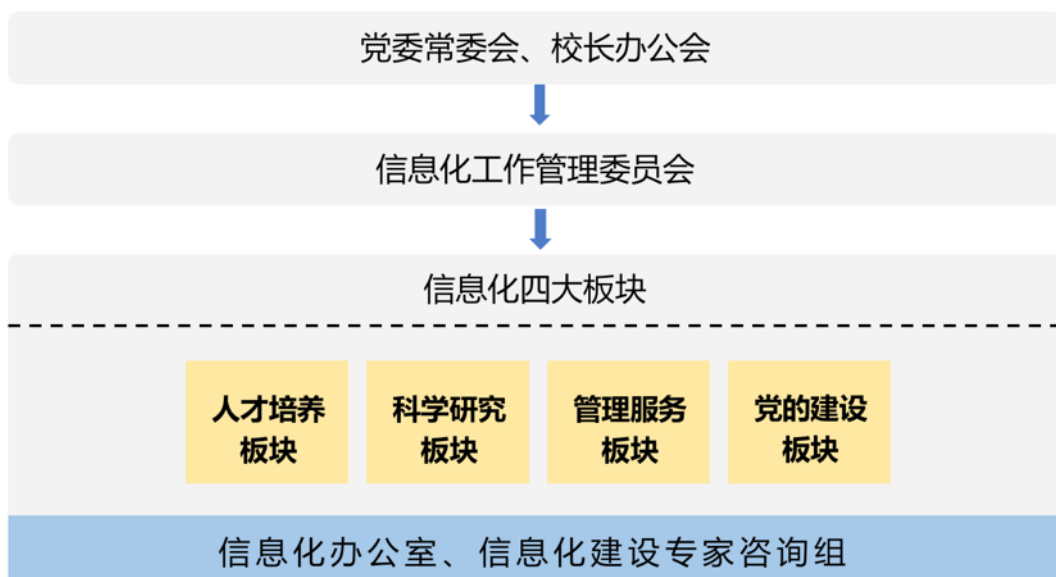 党委常委会、校长办公会
信息化工作管理委员会
信息化四大板块
人才培养
板块
科学研究
板块
管理服务
板块
党的建设
板块
信息化办公室、信息化建设专家咨询组